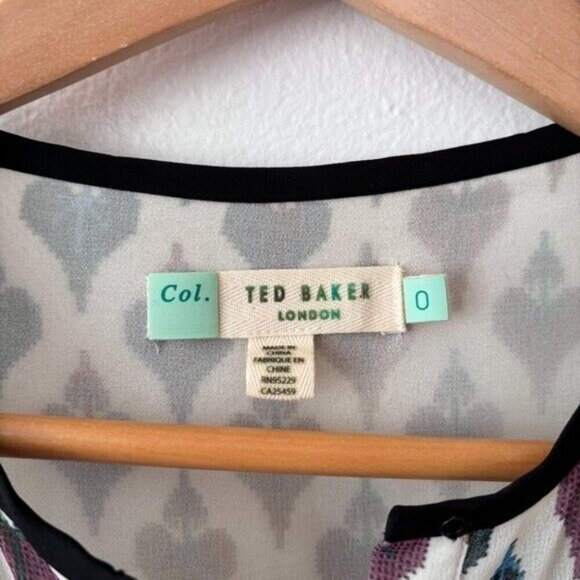 Col.
TED BAKER
LONDON
0
MADE IN
CHINA
FABRIQUE EN
CHINE
RN95229
CA25459